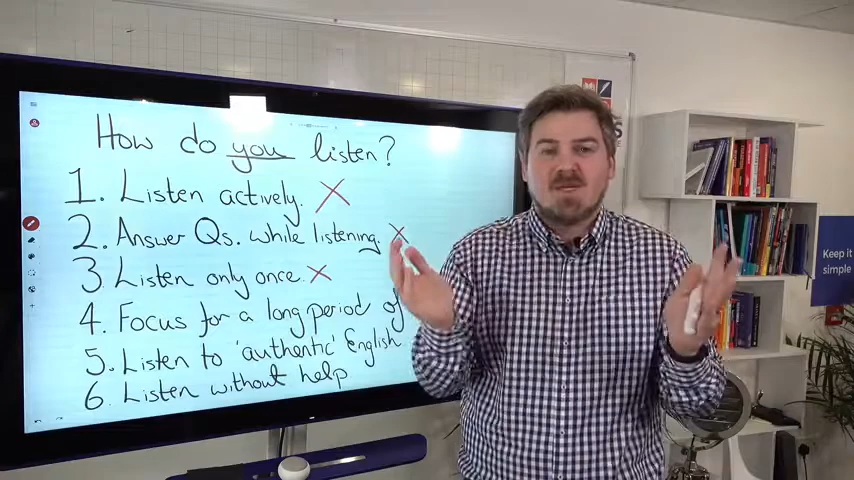 How do you listen?
1. Listen actively. X
2. Answer Qs. while listening. X
3. Listen only once. X
4. Focus for a long period of
5. Listen to 'authentic' English
6. Listen without help
Keep it
simple